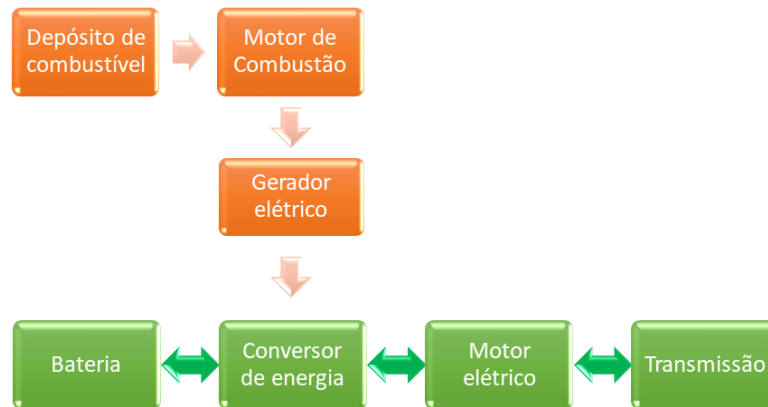 Depósito de
combustível
Motor de
Combustão
Gerador
elétrico
Bateria
Conversor
de energia
Motor
elétrico
Transmissão